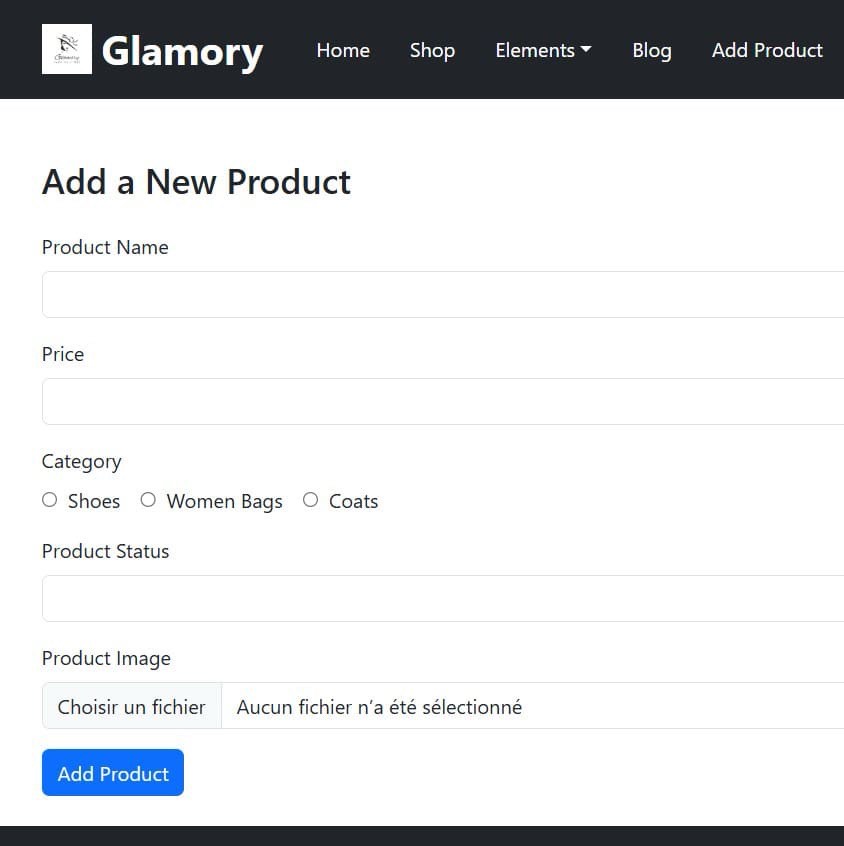 Glamory Home Shop Elements Blog Add Product
Add a New Product
Product Name
Price
Category
Shoes Women Bags Coats
Product Status
Product Image
Choisir un fichier Aucun fichier n’a été sélectionné
Add Product